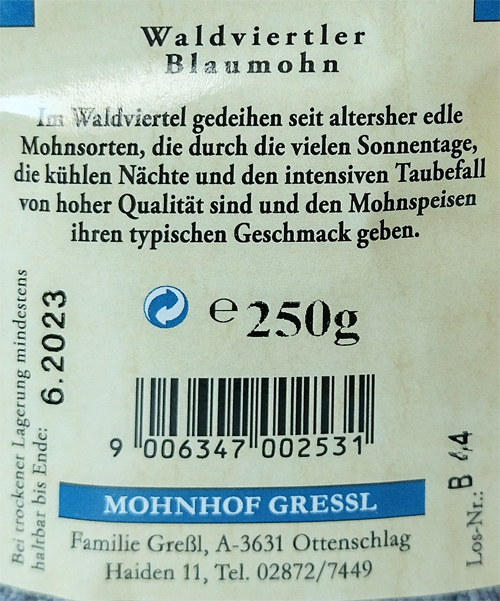 Waldviertler
Blaumohn
Im Waldviertel gedeihen seit altersher edle
Mohnsorten, die durch die vielen Sonnentage,
die kühlen Nächte und den intensiven Taubefall
von hoher Qualität sind und den Mohnspeisen
ihren typischen Geschmack geben.
Bei trockener Lagerung mindestens
haltbar bis Ende: 6.2023
℮ 250g
9 006347 002531
Los-Nr.: B
MOHNHOF GRESSL
Familie Greßl, A-3631 Ottenschlag
Haiden 11, Tel. 02872/7449